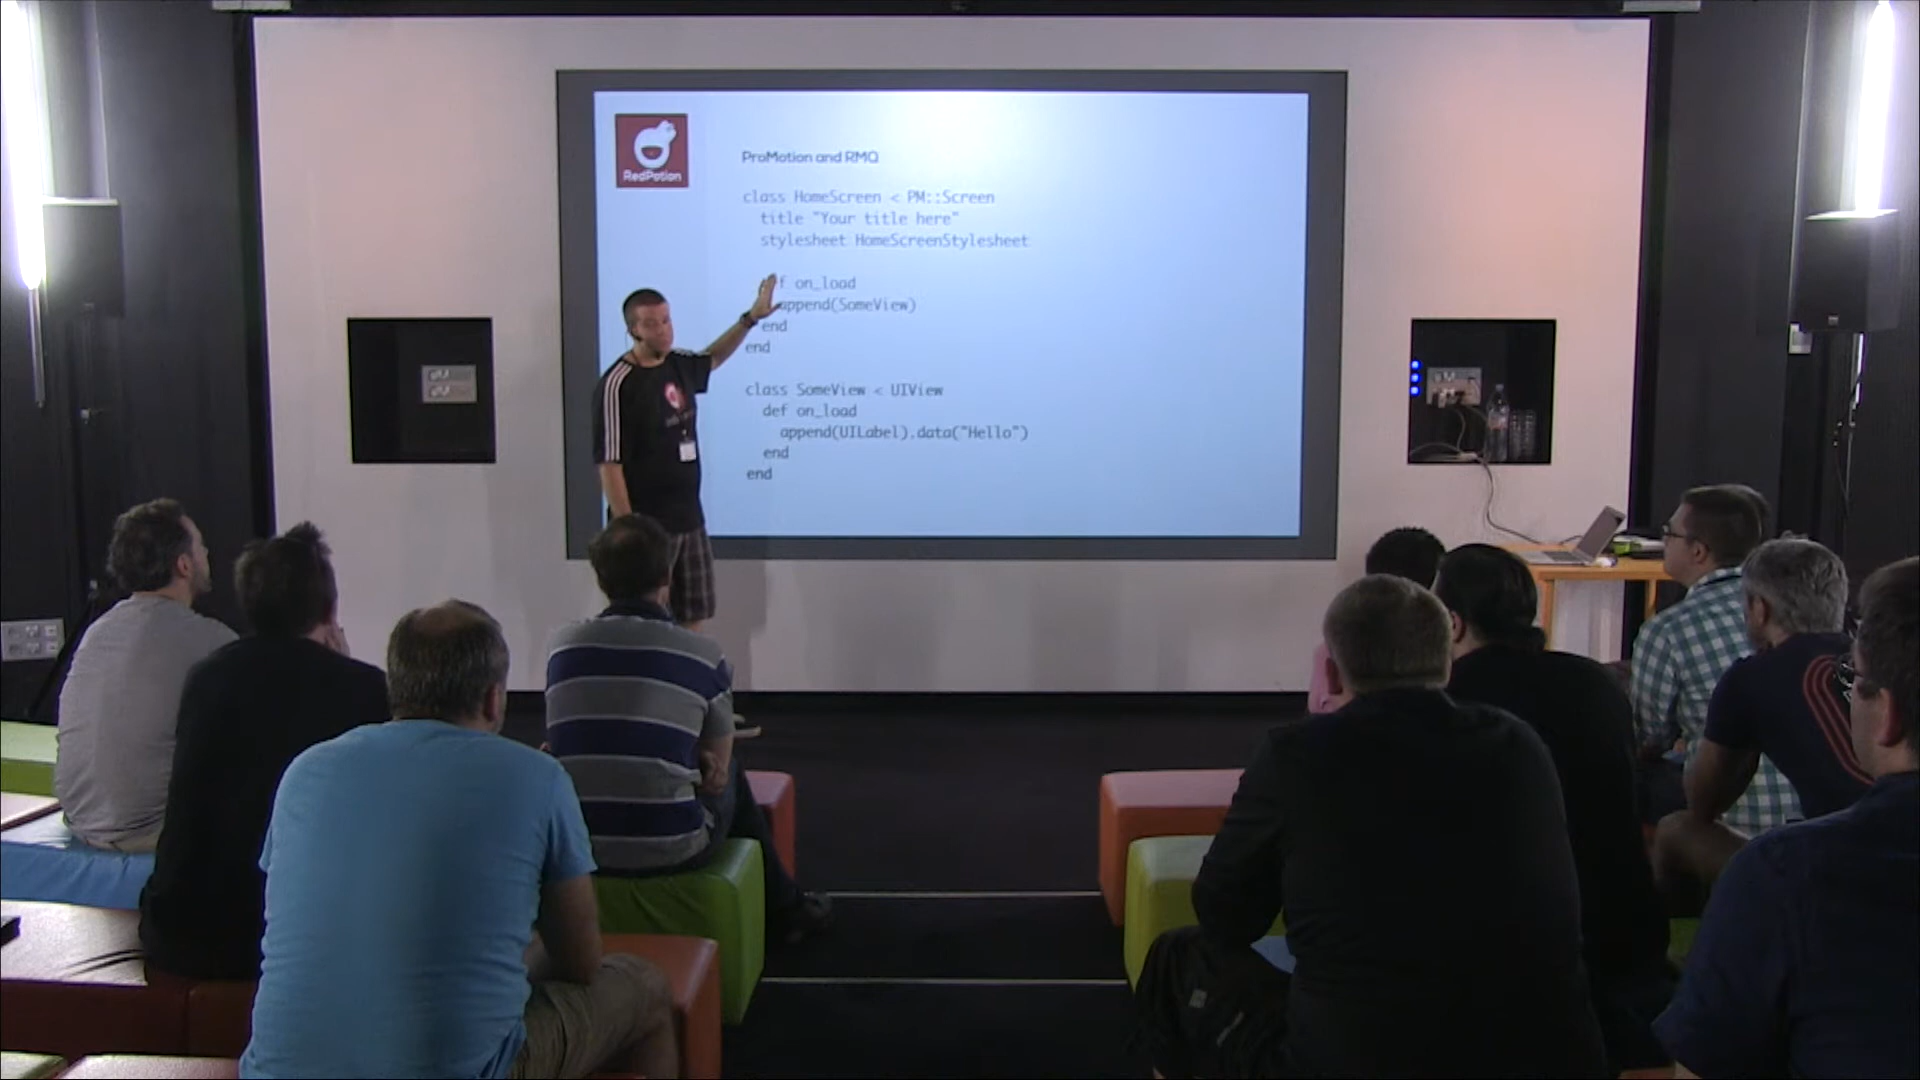 RedPotion
ProMotion and RMQ
class HomeScreen < PM::Screen
title "Your title here"
stylesheet HomeScreenStylesheet
f on_load
append(SomeView)
end
end
class SomeView < UIView
def on_load
append(UILabel).data("Hello")
end
end